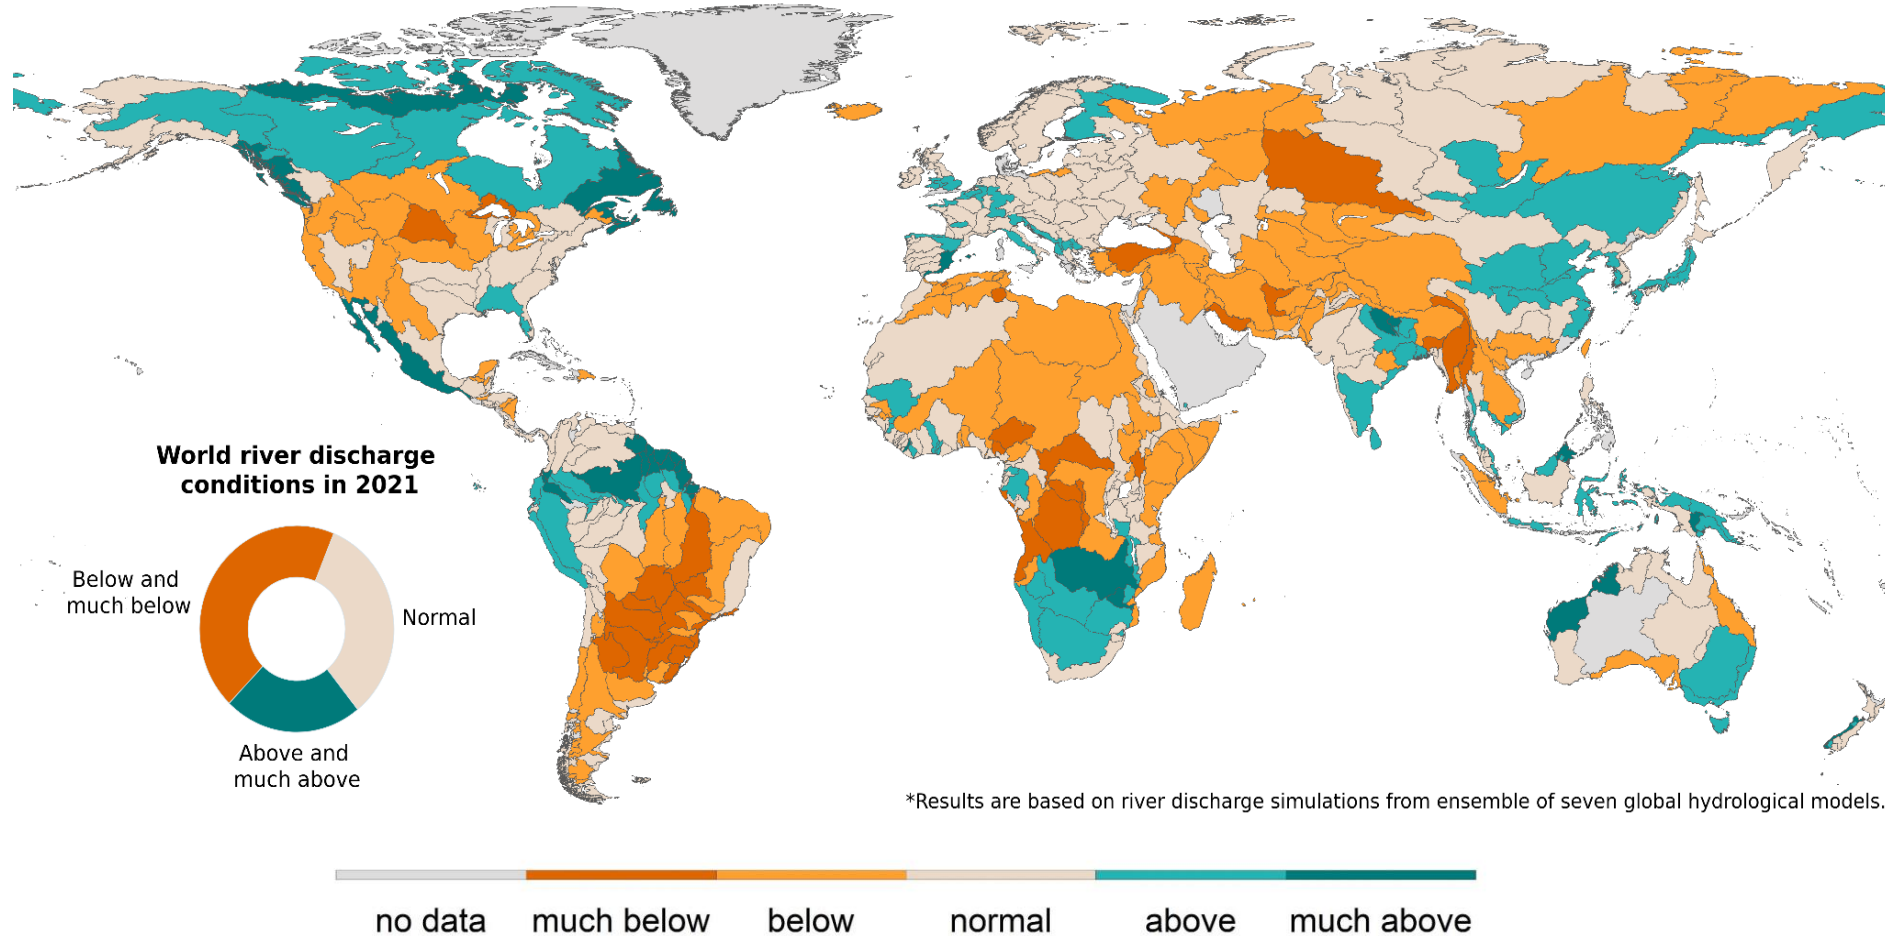 World river discharge
conditions in 2021
Below and
much below
Normal
Above and
much above
*Results are based on river discharge simulations from ensemble of seven global hydrological models.
no data
much below
below
normal
above
much above